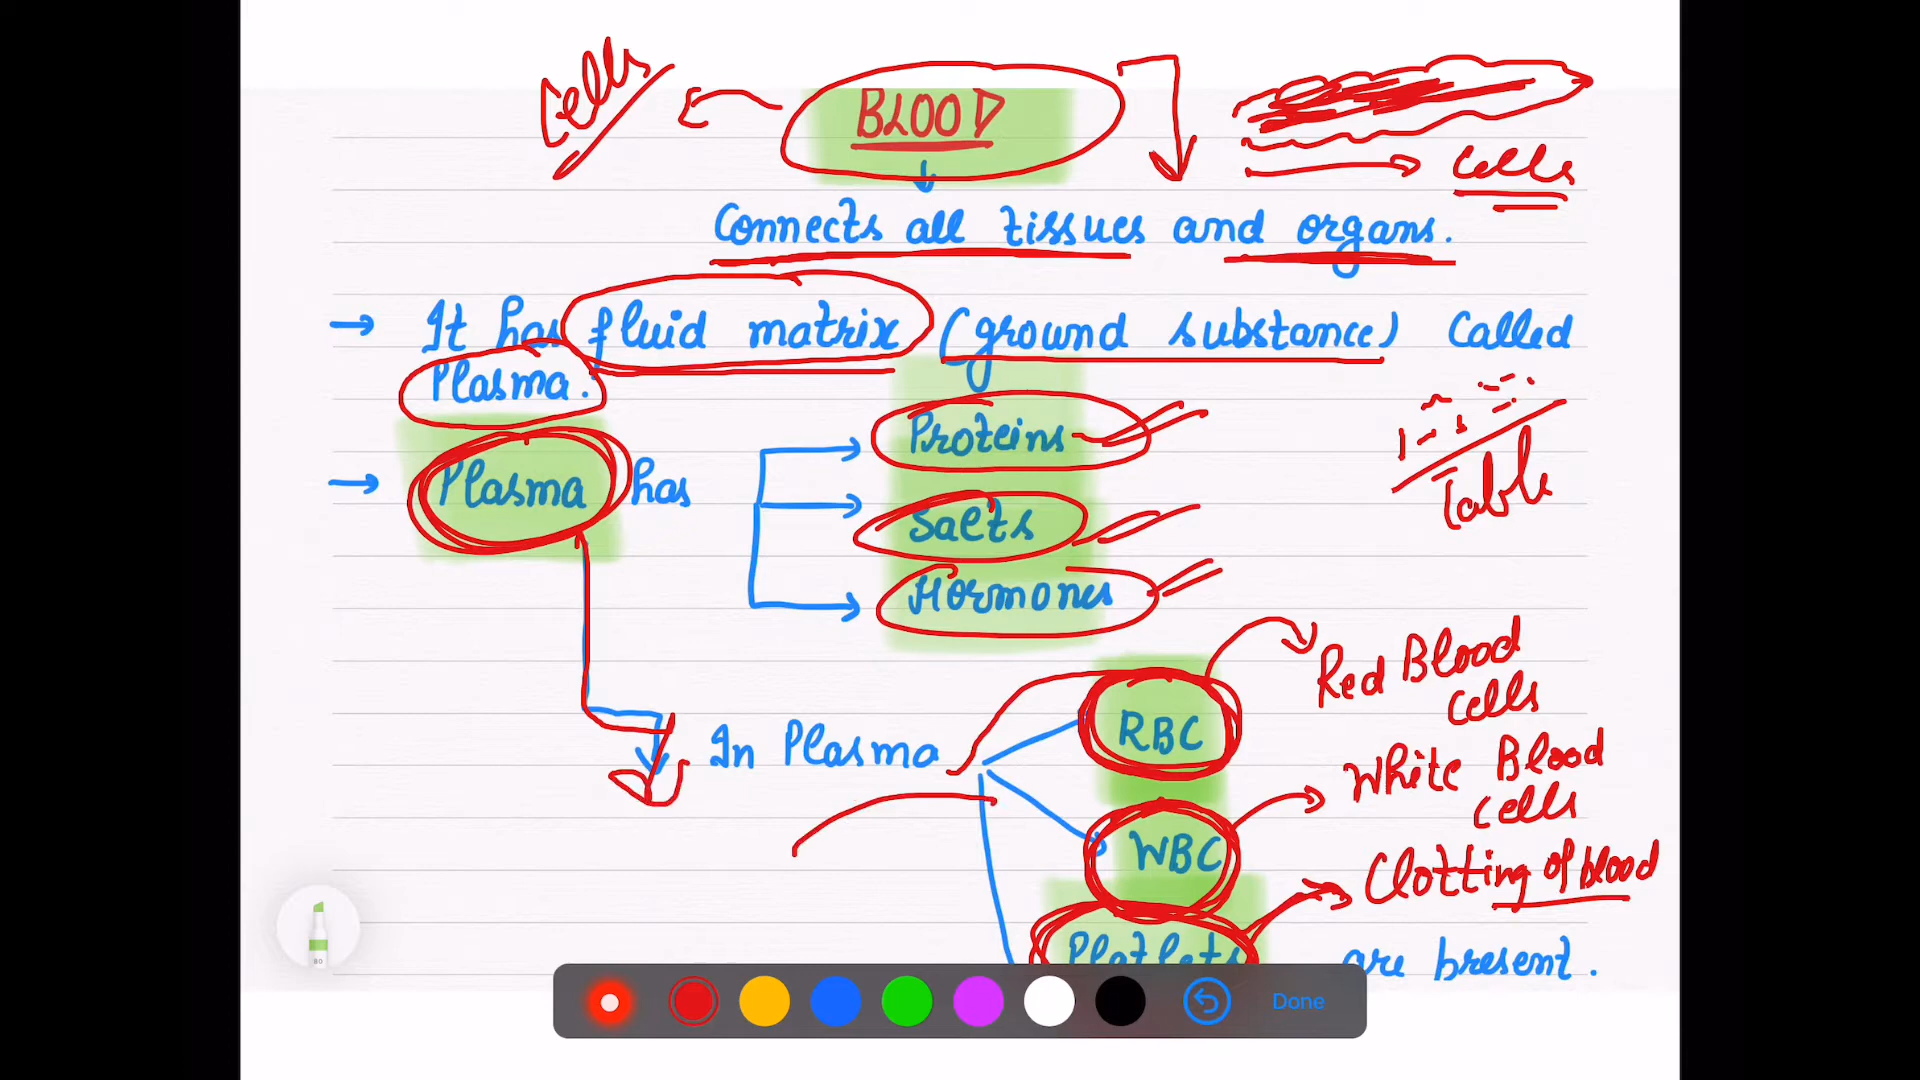 cells
BLOOD
cells
Connects all tissues and organs.
→ It has fluid matrix (ground substance) called
Plasma.
→ Plasma has
Proteins
Salts
Hormones
Table
In Plasma
RBC
Red Blood
cells
WBC
White Blood
cells
Platlets
Clotting of blood
are present.
Done
80